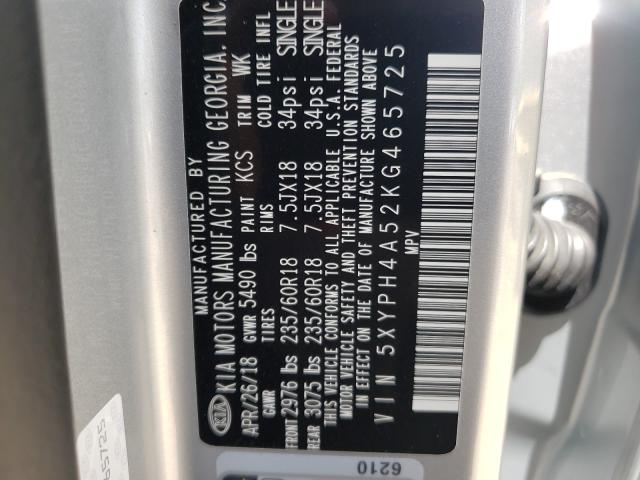 MANUFACTURED BY
KIA KIA MOTORS MANUFACTURING GEORGIA, INC.
APR/26/18 GVWR 5490 lbs PAINT KCS TRIM WK
GAWR TIRES RIMS COLD TIRE INFL
FRONT 2976 lbs 235/60R18 7.5JX18 34psi SINGLE
REAR 3075 lbs 235/60R18 7.5JX18 34psi SINGLE
THIS VEHICLE CONFORMS TO ALL APPLICABLE U.S.A. FEDERAL
MOTOR VEHICLE SAFETY AND THEFT PREVENTION STANDARDS
IN EFFECT ON THE DATE OF MANUFACTURE SHOWN ABOVE
VIN 5XYPH4A52KG465725
MPV
6210
65725